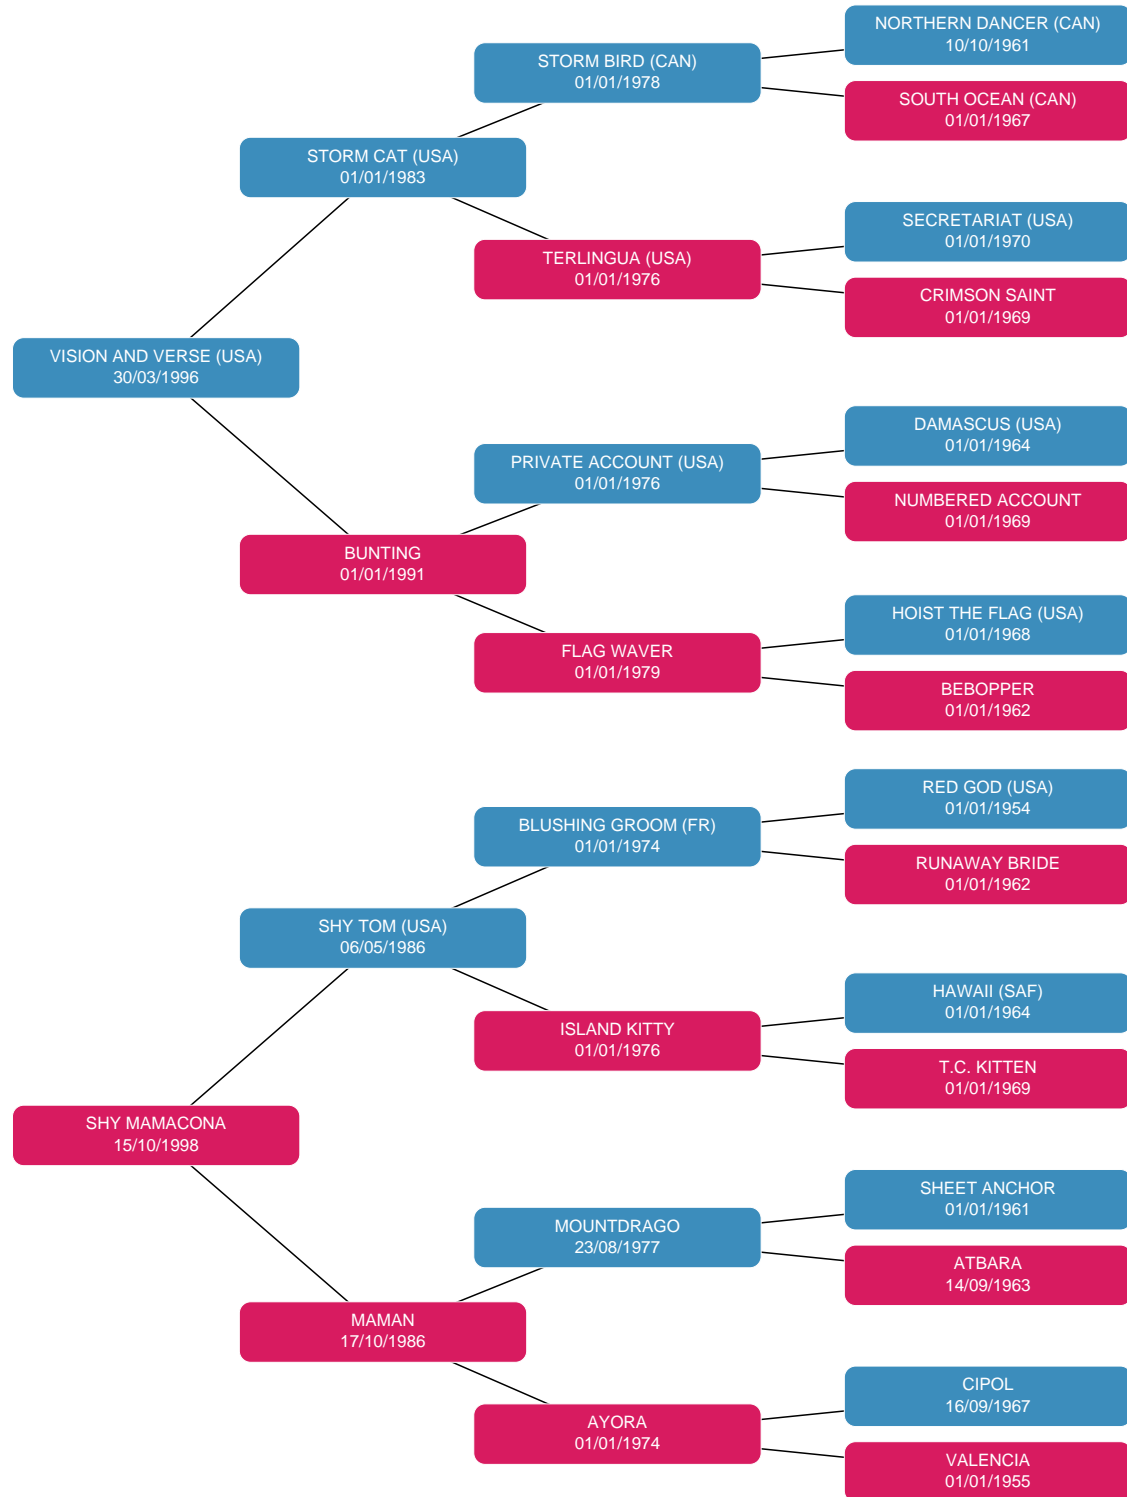 NORTHERN DANCER (CAN)
10/10/1961
STORM BIRD (CAN)
01/01/1978
SOUTH OCEAN (CAN)
01/01/1967
STORM CAT (USA)
01/01/1983
SECRETARIAT (USA)
01/01/1970
TERLINGUA (USA)
01/01/1976
CRIMSON SAINT
01/01/1969
VISION AND VERSE (USA)
30/03/1996
DAMASCUS (USA)
01/01/1964
PRIVATE ACCOUNT (USA)
01/01/1976
NUMBERED ACCOUNT
01/01/1969
BUNTING
01/01/1991
HOIST THE FLAG (USA)
01/01/1968
FLAG WAVER
01/01/1979
BEBOPPER
01/01/1962
RED GOD (USA)
01/01/1954
BLUSHING GROOM (FR)
01/01/1974
RUNAWAY BRIDE
01/01/1962
SHY TOM (USA)
06/05/1986
HAWAII (SAF)
01/01/1964
ISLAND KITTY
01/01/1976
T.C. KITTEN
01/01/1969
SHY MAMACONA
15/10/1998
SHEET ANCHOR
01/01/1961
MOUNTDRAGO
23/08/1977
ATBARA
14/09/1963
MAMAN
17/10/1986
CIPOL
16/09/1967
AYORA
01/01/1974
VALENCIA
01/01/1955